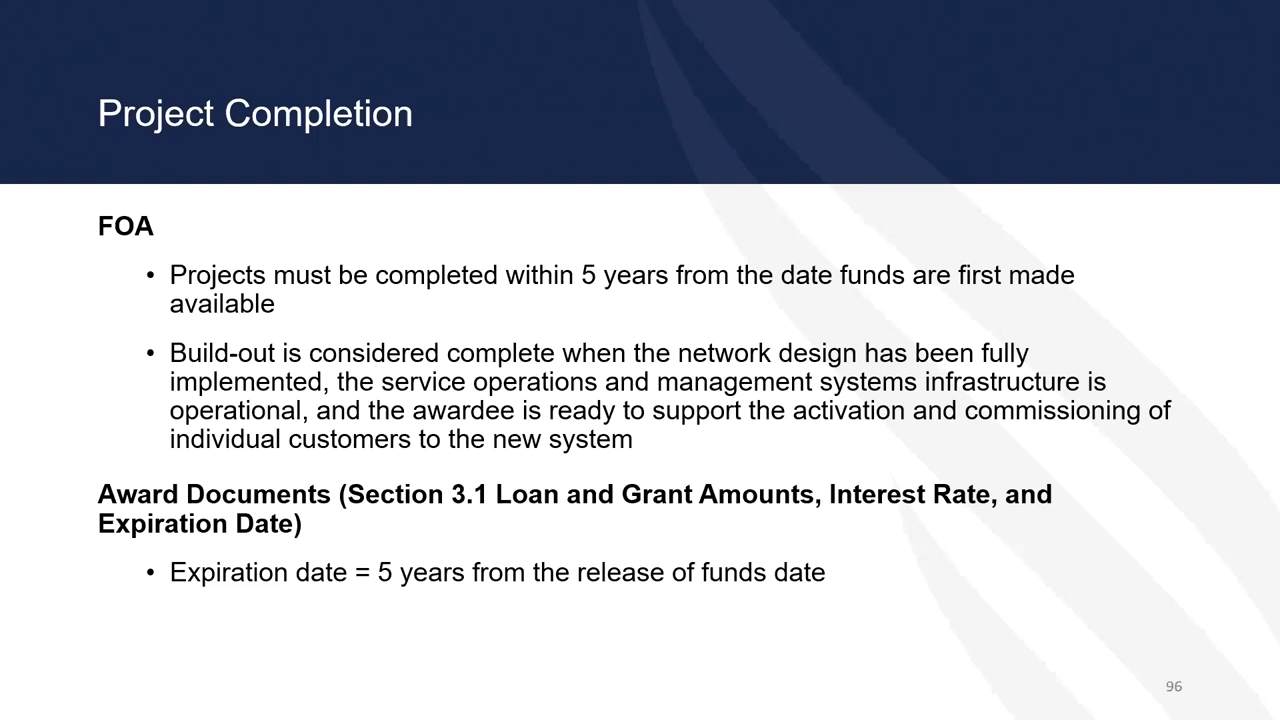 Project Completion
FOA
• Projects must be completed within 5 years from the date funds are first made
available
• Build-out is considered complete when the network design has been fully
implemented, the service operations and management systems infrastructure is
operational, and the awardee is ready to support the activation and commissioning of
individual customers to the new system
Award Documents (Section 3.1 Loan and Grant Amounts, Interest Rate, and
Expiration Date)
• Expiration date = 5 years from the release of funds date
96